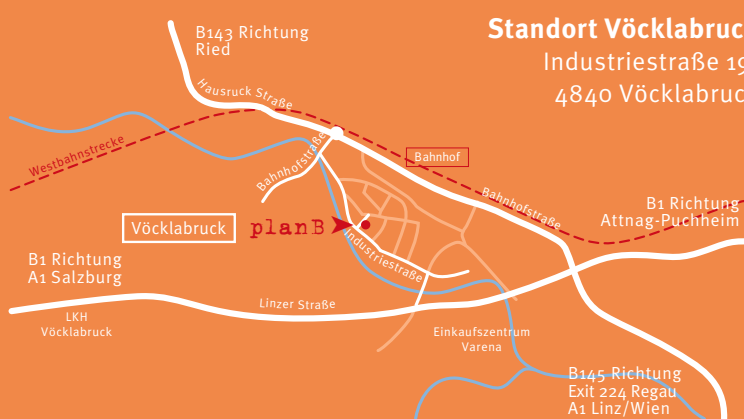 Standort Vöcklabruc
Industriestraße 19
4840 Vöcklabruc
B143 Richtung
Ried
Hausruck Straße
Westbahnstrecke
Bahnhofstraße
Bahnhof
Bahnhofstraße
B1 Richtung
Attnag-Puchheim
Vöcklabruck
planB
Industriestraße
B1 Richtung
A1 Salzburg
Linzer Straße
LKH
Vöcklabruck
Einkaufszentrum
Varena
B145 Richtung
Exit 224 Regau
A1 Linz/Wien